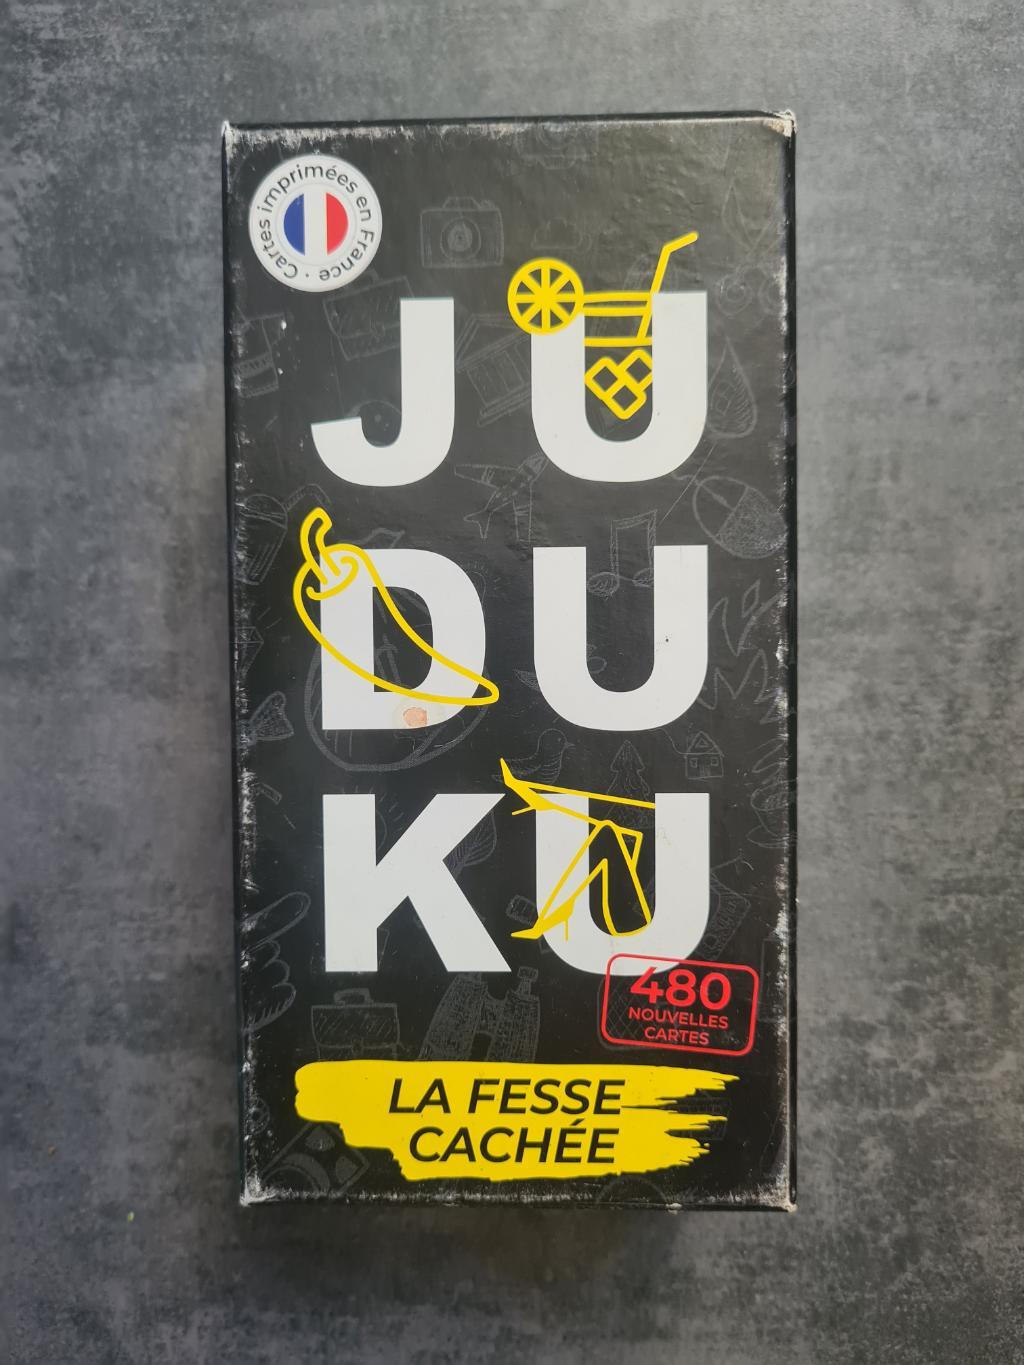 Cartes imprimées en France ·
JU
DU
KU
480
NOUVELLES
CARTES
LA FESSE
CACHÉE